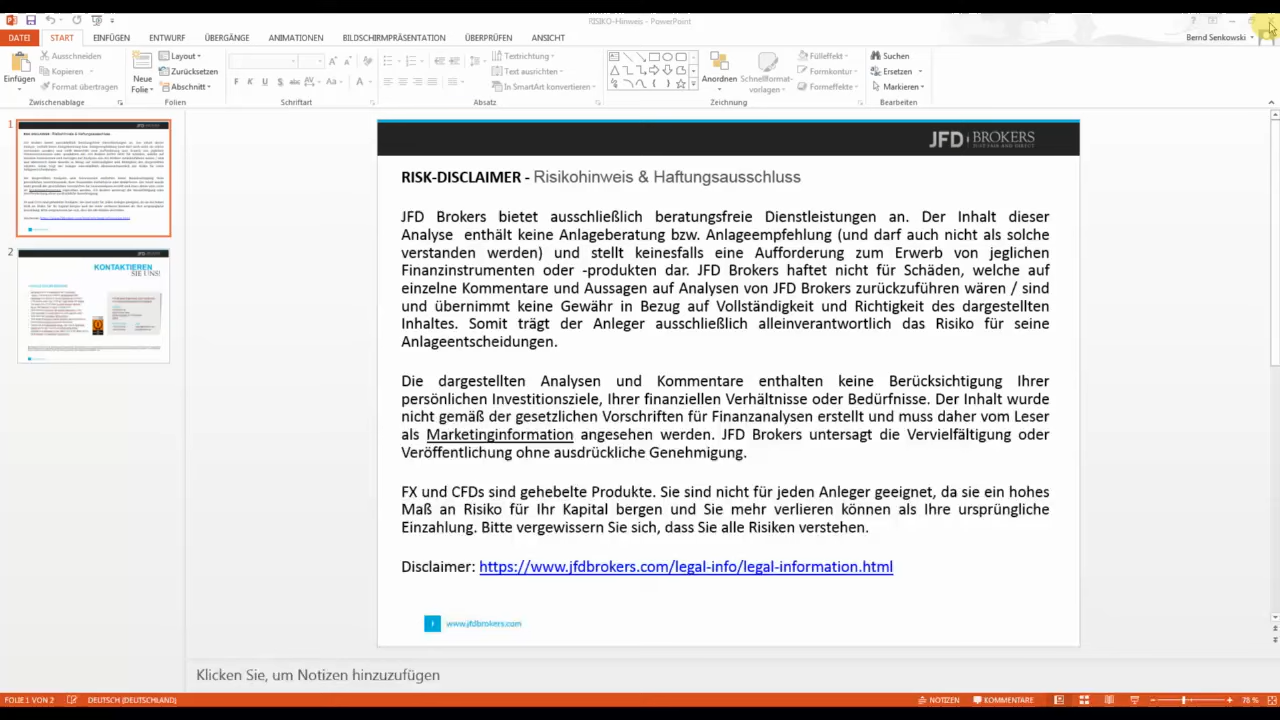 RISIKO-Hinweis - PowerPoint
DATEI START EINFÜGEN ENTWURF ÜBERGÄNGE ANIMATIONEN BILDSCHIRMPRÄSENTATION ÜBERPRÜFEN ANSICHT Bernd Senkowski
Ausschneiden
Kopieren
Format übertragen
Einfügen
Zwischenablage
Neue
Folie
Layout
Zurücksetzen
Abschnitt
Folien
F K U S abc AV Aa A
Schriftart
Textrichtung
Text ausrichten
In SmartArt konvertieren
Absatz
Anordnen
Schnellformat-
vorlagen
Fülleffekt
Formkontur
Formeffekte
Zeichnung
Suchen
Ersetzen
Markieren
Bearbeiten
1
2
KONTAKTIEREN
SIE UNS!
JFD BROKERS
JUST FAIR AND DIRECT
RISK-DISCLAIMER - Risikohinweis & Haftungsausschluss
JFD Brokers bietet ausschließlich beratungsfreie Dienstleistungen an. Der Inhalt dieser
Analyse enthält keine Anlageberatung bzw. Anlageempfehlung (und darf auch nicht als solche
verstanden werden) und stellt keinesfalls eine Aufforderung zum Erwerb von jeglichen
Finanzinstrumenten oder -produkten dar. JFD Brokers haftet nicht für Schäden, welche auf
einzelne Kommentare und Aussagen auf Analysen von JFD Brokers zurückzuführen wären / sind
und übernimmt keine Gewähr in Bezug auf Vollständigkeit und Richtigkeit des dargestellten
Inhaltes. Somit trägt der Anleger ausschließlich alleinverantwortlich das Risiko für seine
Anlageentscheidungen.
Die dargestellten Analysen und Kommentare enthalten keine Berücksichtigung Ihrer
persönlichen Investitionsziele, Ihrer finanziellen Verhältnisse oder Bedürfnisse. Der Inhalt wurde
nicht gemäß der gesetzlichen Vorschriften für Finanzanalysen erstellt und muss daher vom Leser
als Marketinginformation angesehen werden. JFD Brokers untersagt die Vervielfältigung oder
Veröffentlichung ohne ausdrückliche Genehmigung.
FX und CFDs sind gehebelte Produkte. Sie sind nicht für jeden Anleger geeignet, da sie ein hohes
Maß an Risiko für Ihr Kapital bergen und Sie mehr verlieren können als Ihre ursprüngliche
Einzahlung. Bitte vergewissern Sie sich, dass Sie alle Risiken verstehen.
Disclaimer: https://www.jfdbrokers.com/legal-info/legal-information.html
www.jfdbrokers.com
Klicken Sie, um Notizen hinzuzufügen
FOLIE 1 VON 2 DEUTSCH (DEUTSCHLAND) NOTIZEN KOMMENTARE 78 %